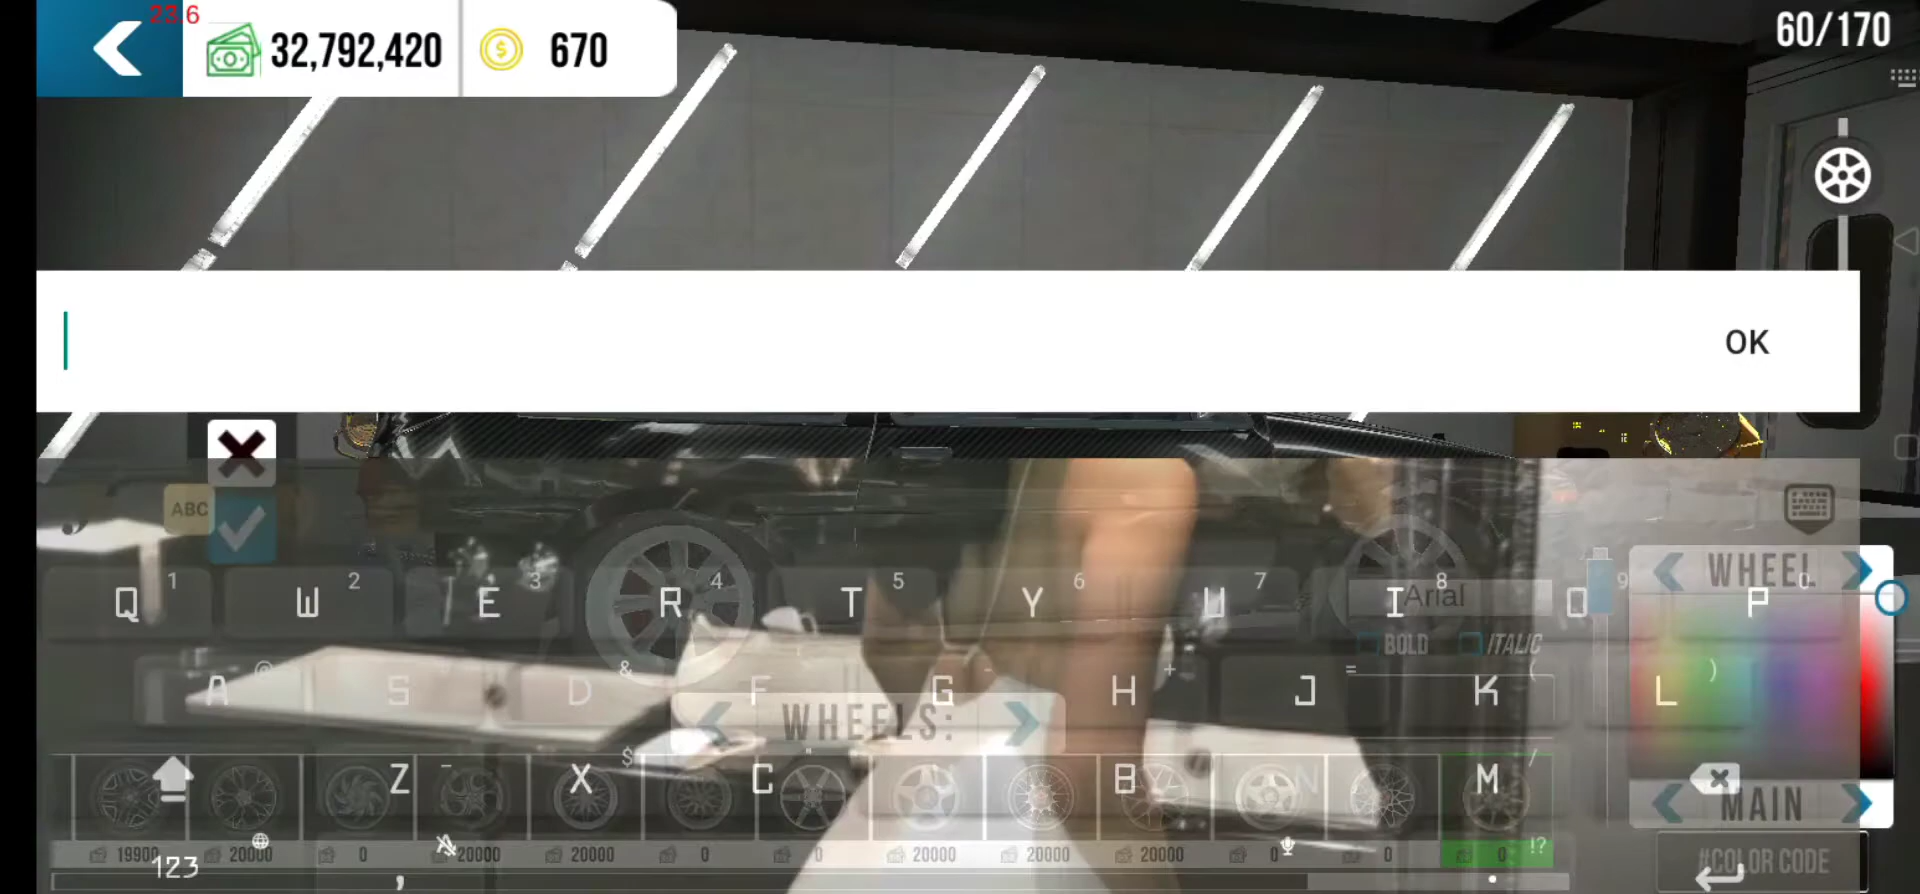 23.6
32,792,420
670
60/170
OK
ABC
WHEEL
1 2 3 4 5 6 7 8 9 0
Q W E R T Y U I O P
Arial
BOLD ITALIC
@ & - + = ( )
A S D F G H J K L
WHEELS:
- $ " /
Z X C B N M
MAIN
19900 20000 0 20000 20000 0 0 20000 20000 20000 0 0 0
!?
123 , .
#COLOR CODE